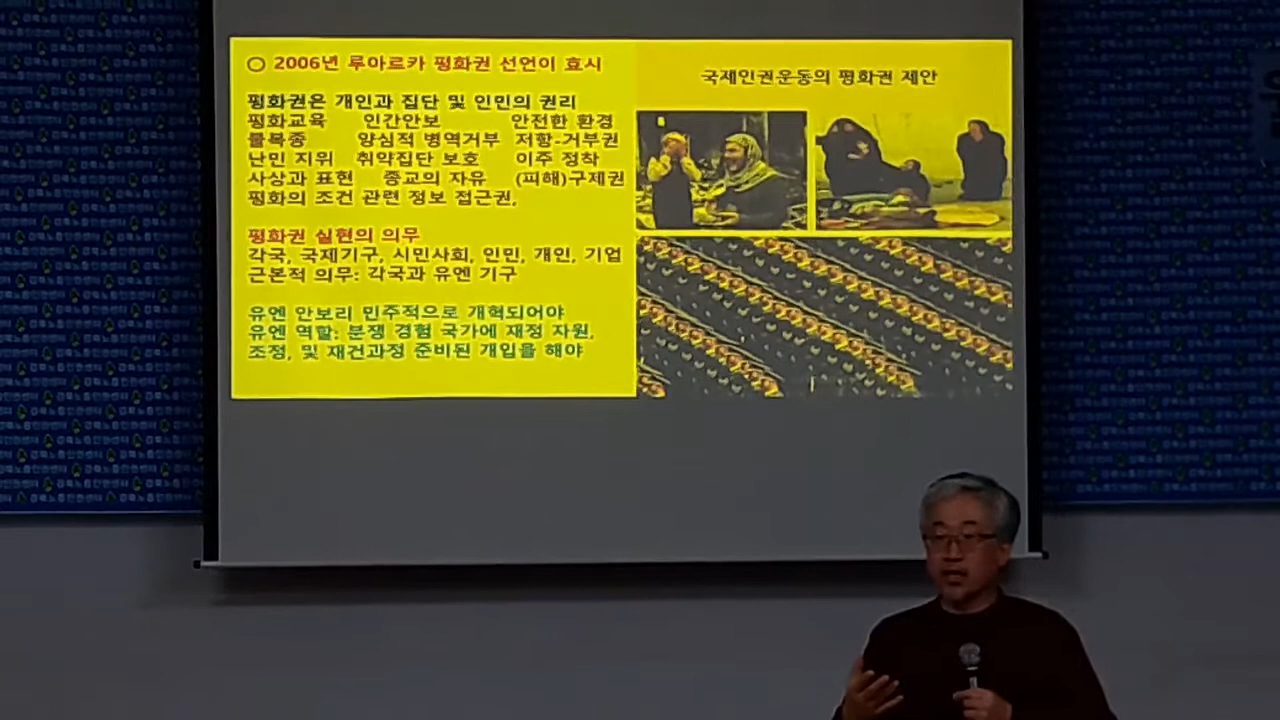 ○ 2006년 루아르카 평화권 선언이 효시
평화권은 개인과 집단 및 인민의 권리
평화교육 인간안보 안전한 환경
불복종 양심적 병역거부 저항-거부권
난민 지위 취약집단 보호 이주 정착
사상과 표현 종교의 자유 (피해)구제권
평화의 조건 관련 정보 접근권,
평화권 실현의 의무
각국, 국제기구, 시민사회, 인민, 개인, 기업
근본적 의무: 각국과 유엔 기구
유엔 안보리 민주적으로 개혁되어야
유엔 역할: 분쟁 경험 국가에 재정 자원,
조정, 및 재건과정 준비된 개입을 해야
국제인권운동의 평화권 제안